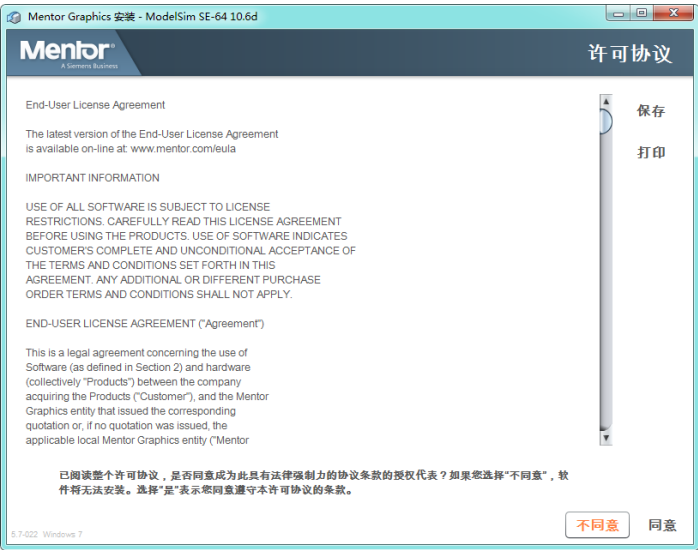 Mentor Graphics 安装 - ModelSim SE-64 10.6d
Mentor
A Siemens Business
许可协议
End-User License Agreement
The latest version of the End-User License Agreement
is available on-line at: www.mentor.com/eula
IMPORTANT INFORMATION
USE OF ALL SOFTWARE IS SUBJECT TO LICENSE
RESTRICTIONS. CAREFULLY READ THIS LICENSE AGREEMENT
BEFORE USING THE PRODUCTS. USE OF SOFTWARE INDICATES
CUSTOMER'S COMPLETE AND UNCONDITIONAL ACCEPTANCE OF
THE TERMS AND CONDITIONS SET FORTH IN THIS
AGREEMENT. ANY ADDITIONAL OR DIFFERENT PURCHASE
ORDER TERMS AND CONDITIONS SHALL NOT APPLY.
END-USER LICENSE AGREEMENT ("Agreement")
This is a legal agreement concerning the use of
Software (as defined in Section 2) and hardware
(collectively "Products") between the company
acquiring the Products ("Customer"), and the Mentor
Graphics entity that issued the corresponding
quotation or, if no quotation was issued, the
applicable local Mentor Graphics entity ("Mentor
保存
打印
已阅读整个许可协议，是否同意成为此具有法律强制力的协议条款的授权代表？如果您选择"不同意"，软
件将无法安装。选择"是"表示您同意遵守本许可协议的条款。
不同意
同意
5.7-022 Windows 7